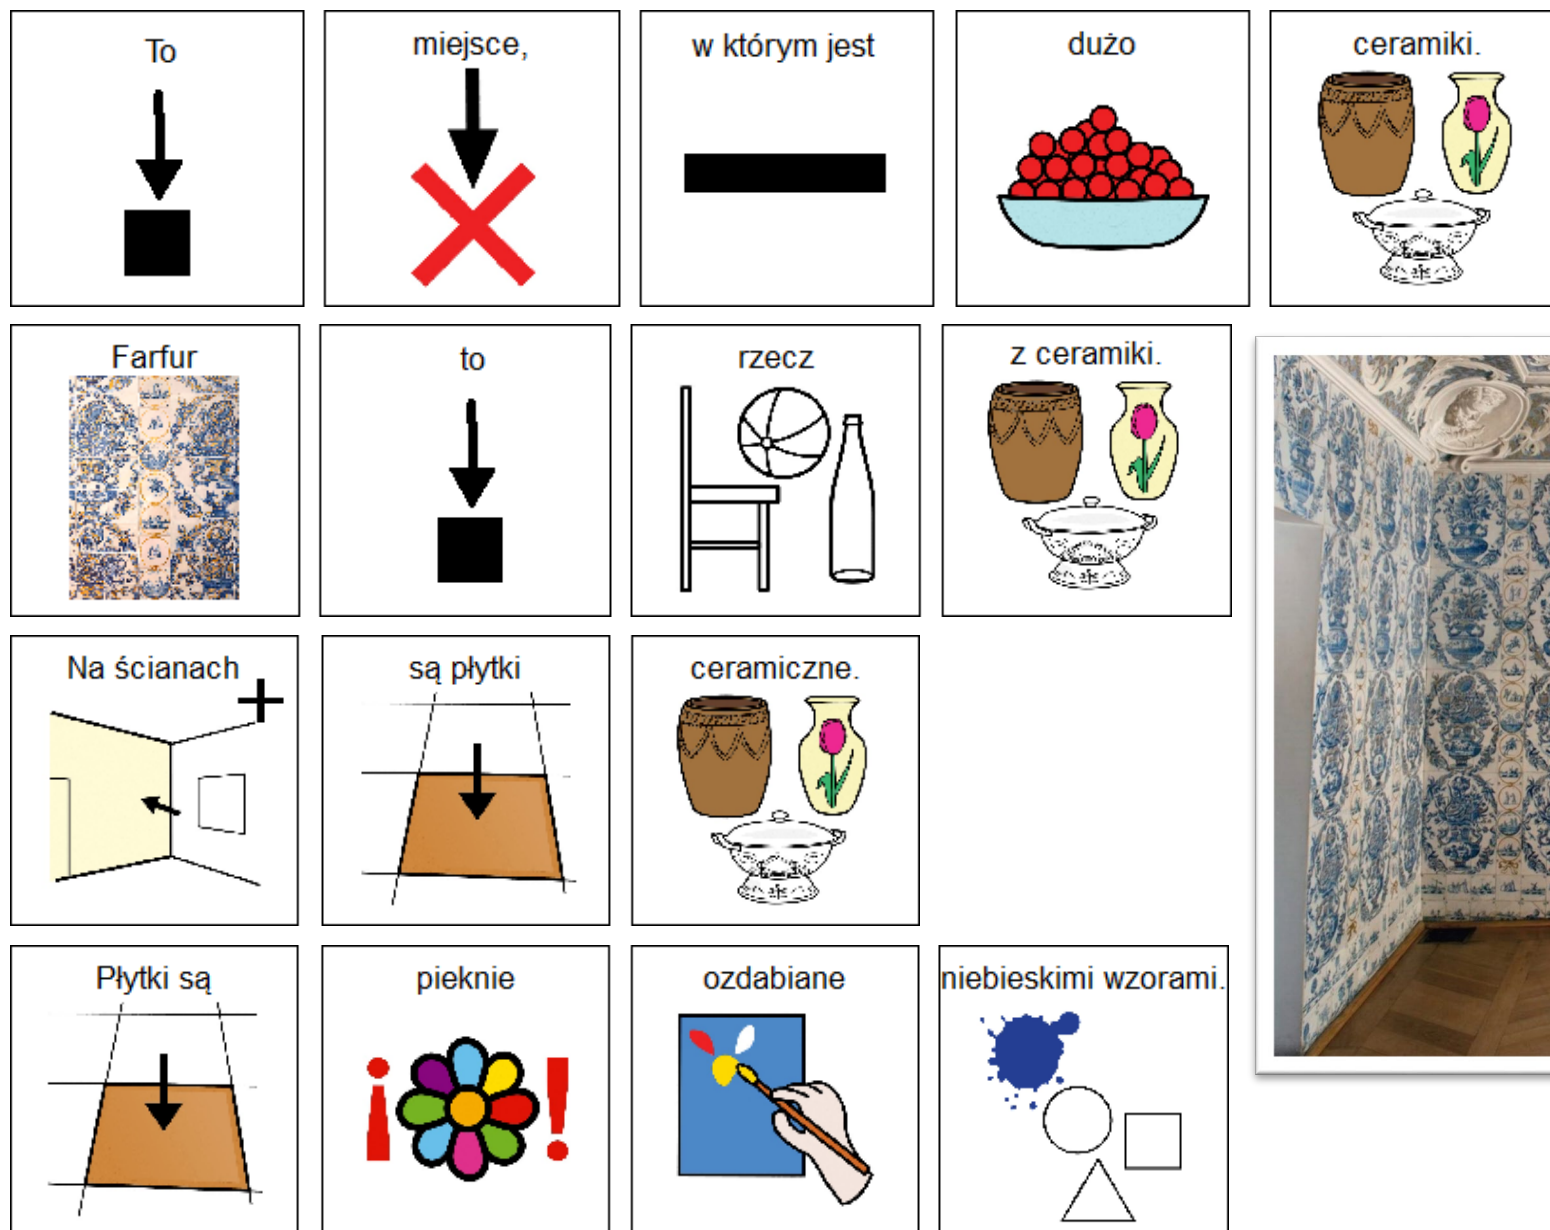 To miejsce, w którym jest dużo ceramiki.
Farfur to rzecz z ceramiki.
Na ścianach są płytki ceramiczne.
Płytki są pieknie ozdabiane niebieskimi wzorami.